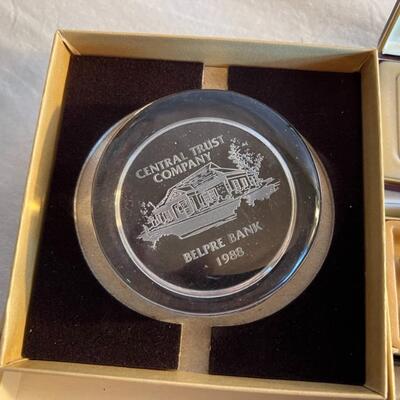 CENTRAL TRUST
COMPANY
BELPRE BANK
1988